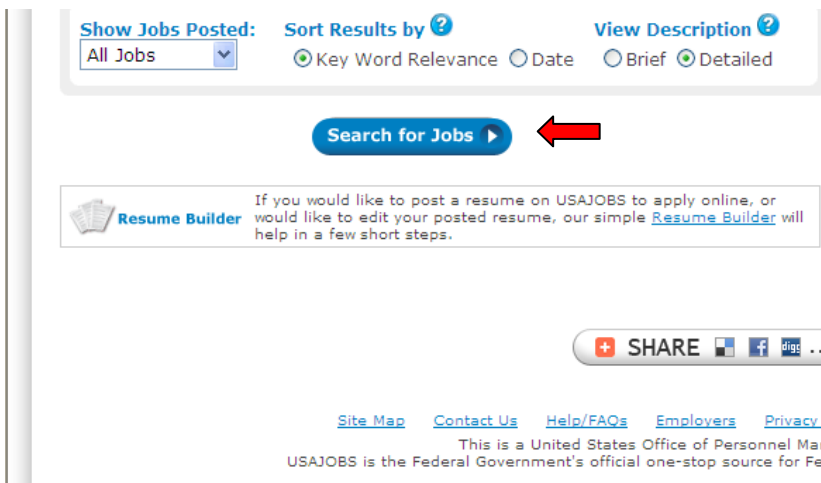 Show Jobs Posted: Sort Results by ? View Description ?
All Jobs Key Word Relevance Date Brief Detailed
Search for Jobs
Resume Builder
If you would like to post a resume on USAJOBS to apply online, or
would like to edit your posted resume, our simple Resume Builder will
help in a few short steps.
SHARE digg ..
Site Map Contact Us Help/FAQs Employers Privacy
This is a United States Office of Personnel Ma
USAJOBS is the Federal Government's official one-stop source for Fe